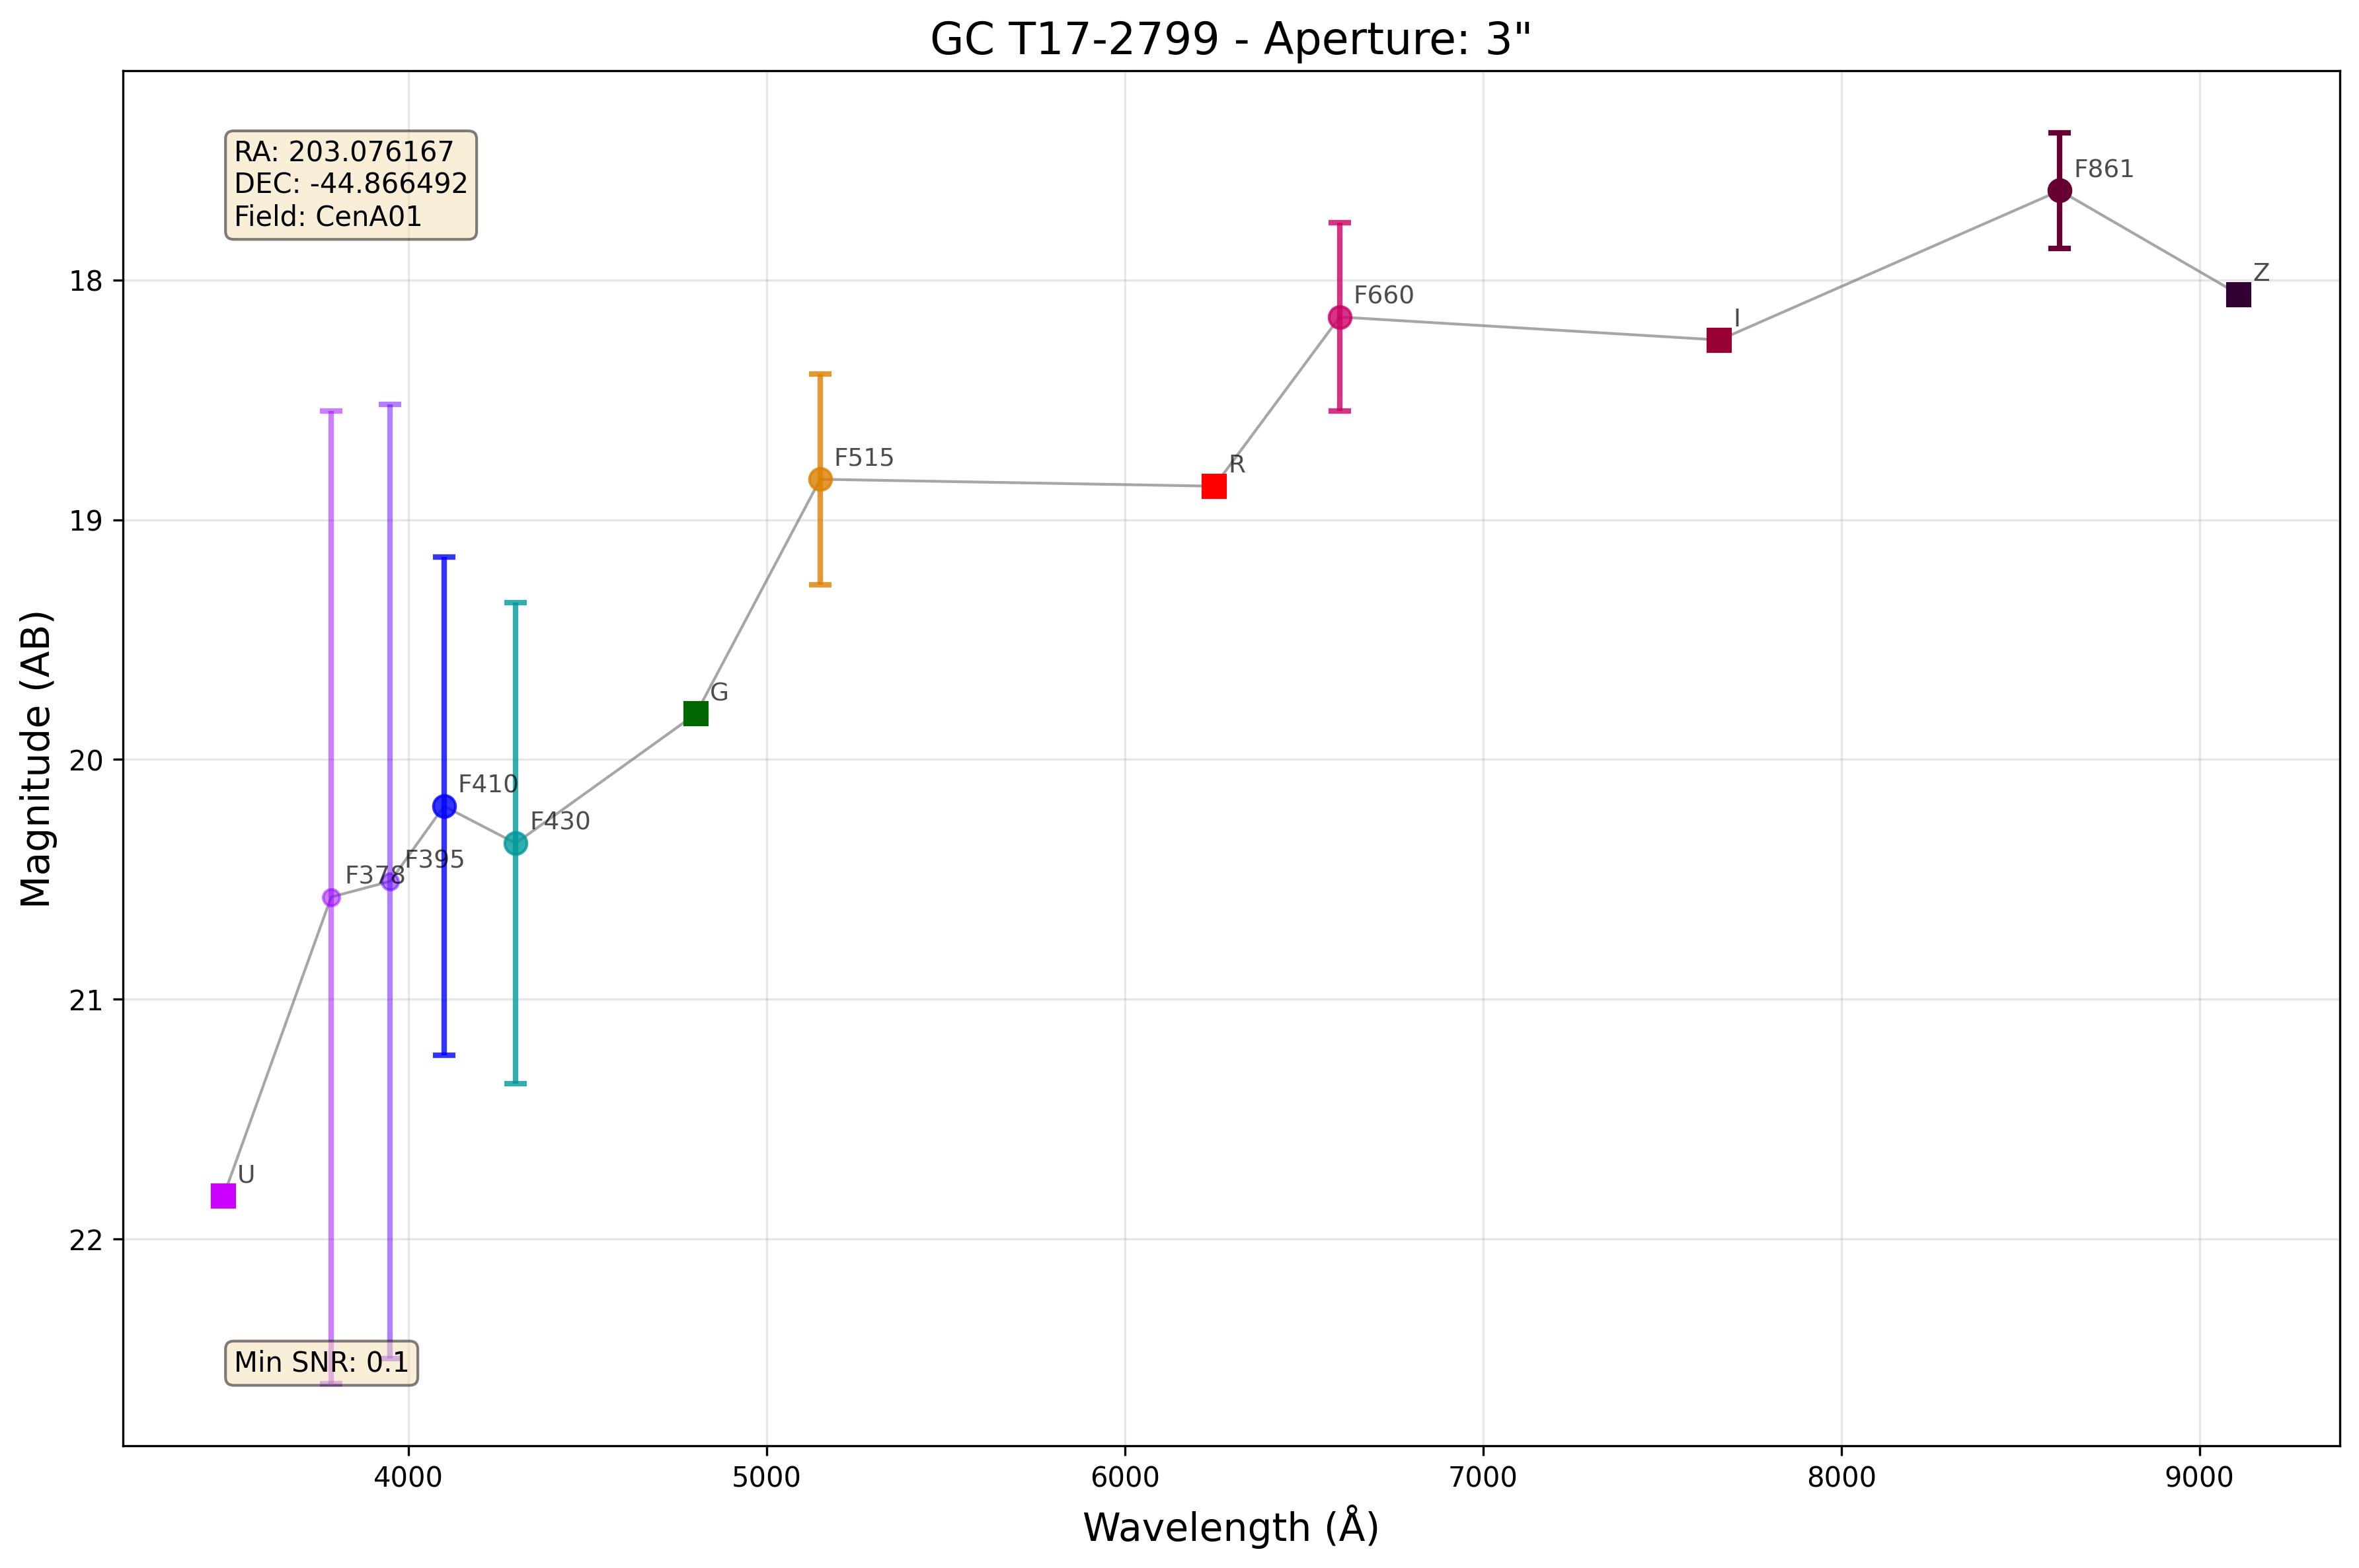 GC T17-2799 - Aperture: 3"
RA: 203.076167
DEC: -44.866492
Field: CenA01
F861
Z
F660
I
18
F515
R
19
G
20
F410
F430
F395
F378
21
U
22
Min SNR: 0.1
Magnitude (AB)
4000 5000 6000 7000 8000 9000
Wavelength (Å)